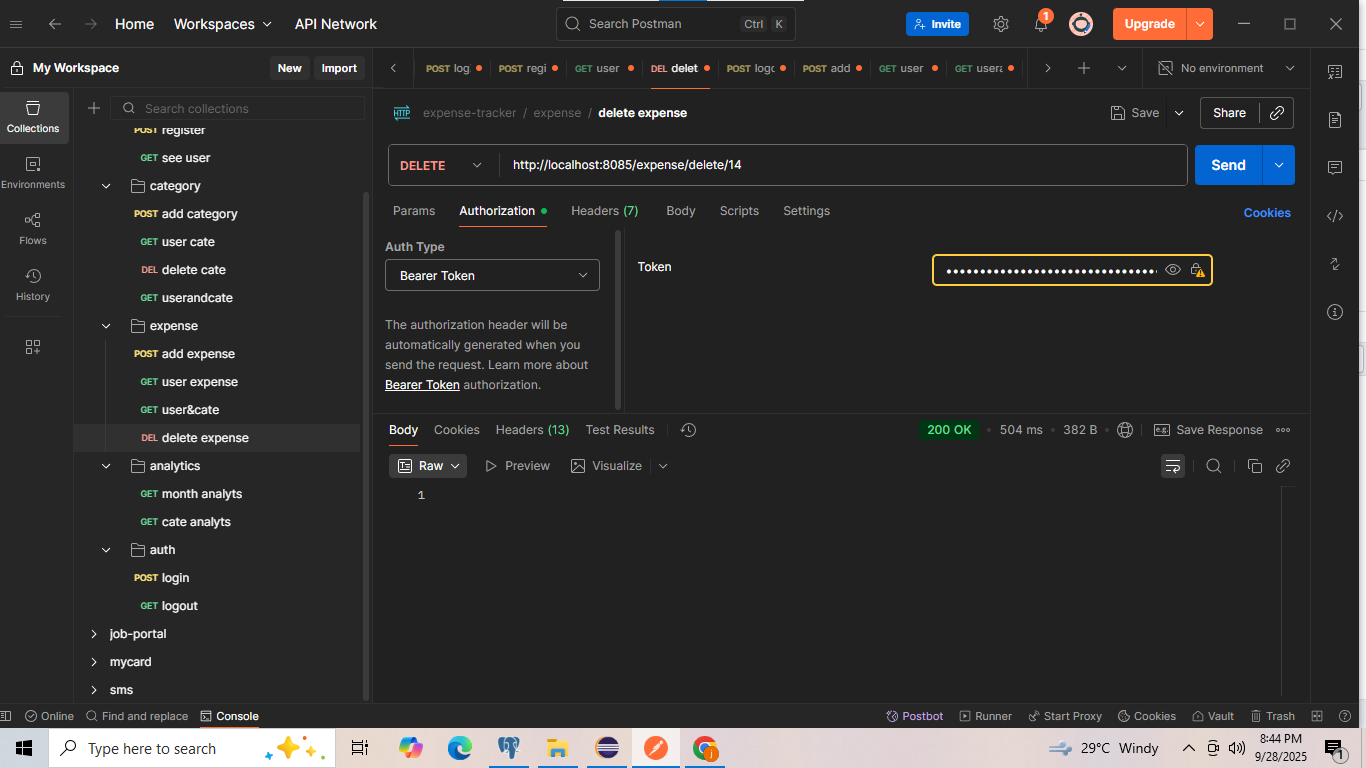 Home Workspaces API Network Search Postman Ctrl K Invite 1 Upgrade
My Workspace New Import POST log POST regi GET user DEL delet POST logo POST add GET user GET usera No environment
Search collections
Collections
Environments
Flows
History
POST register
GET see user
category
POST add category
GET user cate
DEL delete cate
GET userandcate
expense
POST add expense
GET user expense
GET user&cate
DEL delete expense
analytics
GET month analyts
GET cate analyts
auth
POST login
GET logout
job-portal
mycard
sms
HTTP expense-tracker / expense / delete expense Save Share
DELETE http://localhost:8085/expense/delete/14 Send
Params Authorization Headers (7) Body Scripts Settings Cookies
Auth Type
Bearer Token
The authorization header will be
automatically generated when you
send the request. Learn more about
Bearer Token authorization.
Token
Body Cookies Headers (13) Test Results 200 OK 504 ms 382 B e.g. Save Response
Raw Preview Visualize
1
Online Find and replace Console Postbot Runner Start Proxy Cookies Vault Trash
Type here to search 29°C Windy 8:44 PM
9/28/2025
1